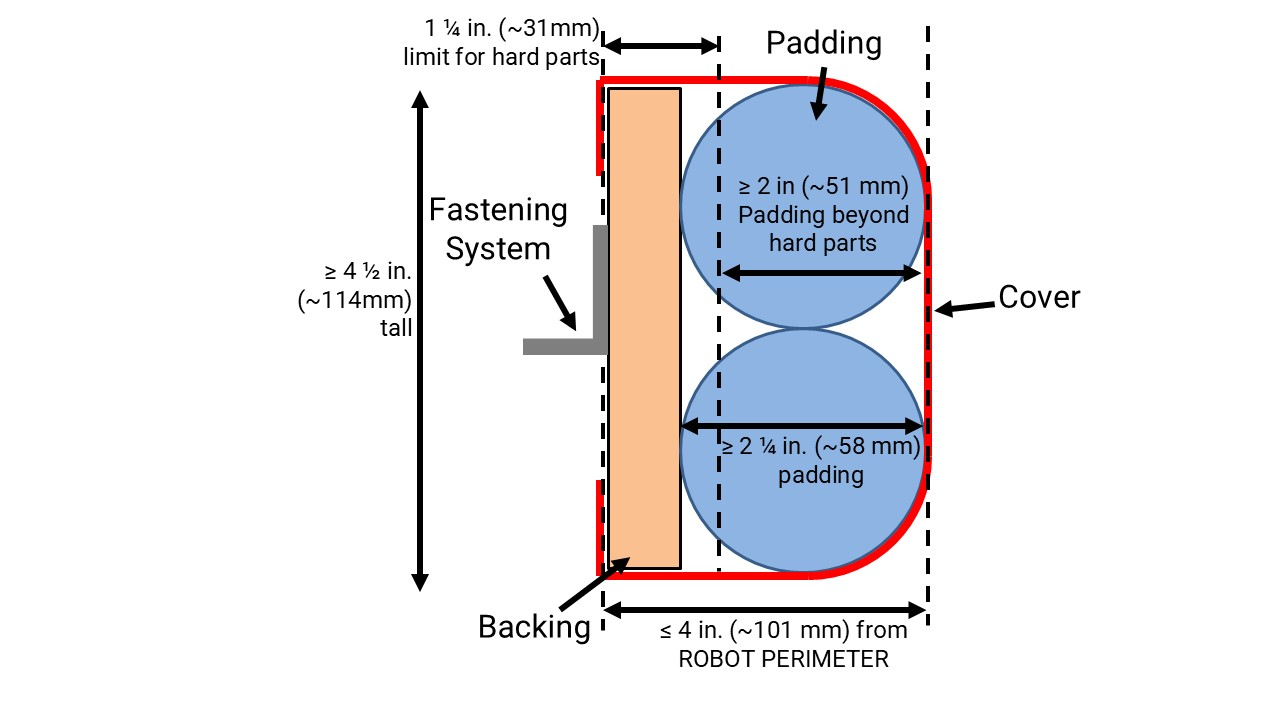 1 ¼ in. (~31mm)
limit for hard parts
Padding
≥ 2 in (~51 mm)
Padding beyond
hard parts
Fastening
System
≥ 4 ½ in.
(~114mm)
tall
Cover
≥ 2 ¼ in. (~58 mm)
padding
Backing
≤ 4 in. (~101 mm) from
ROBOT PERIMETER